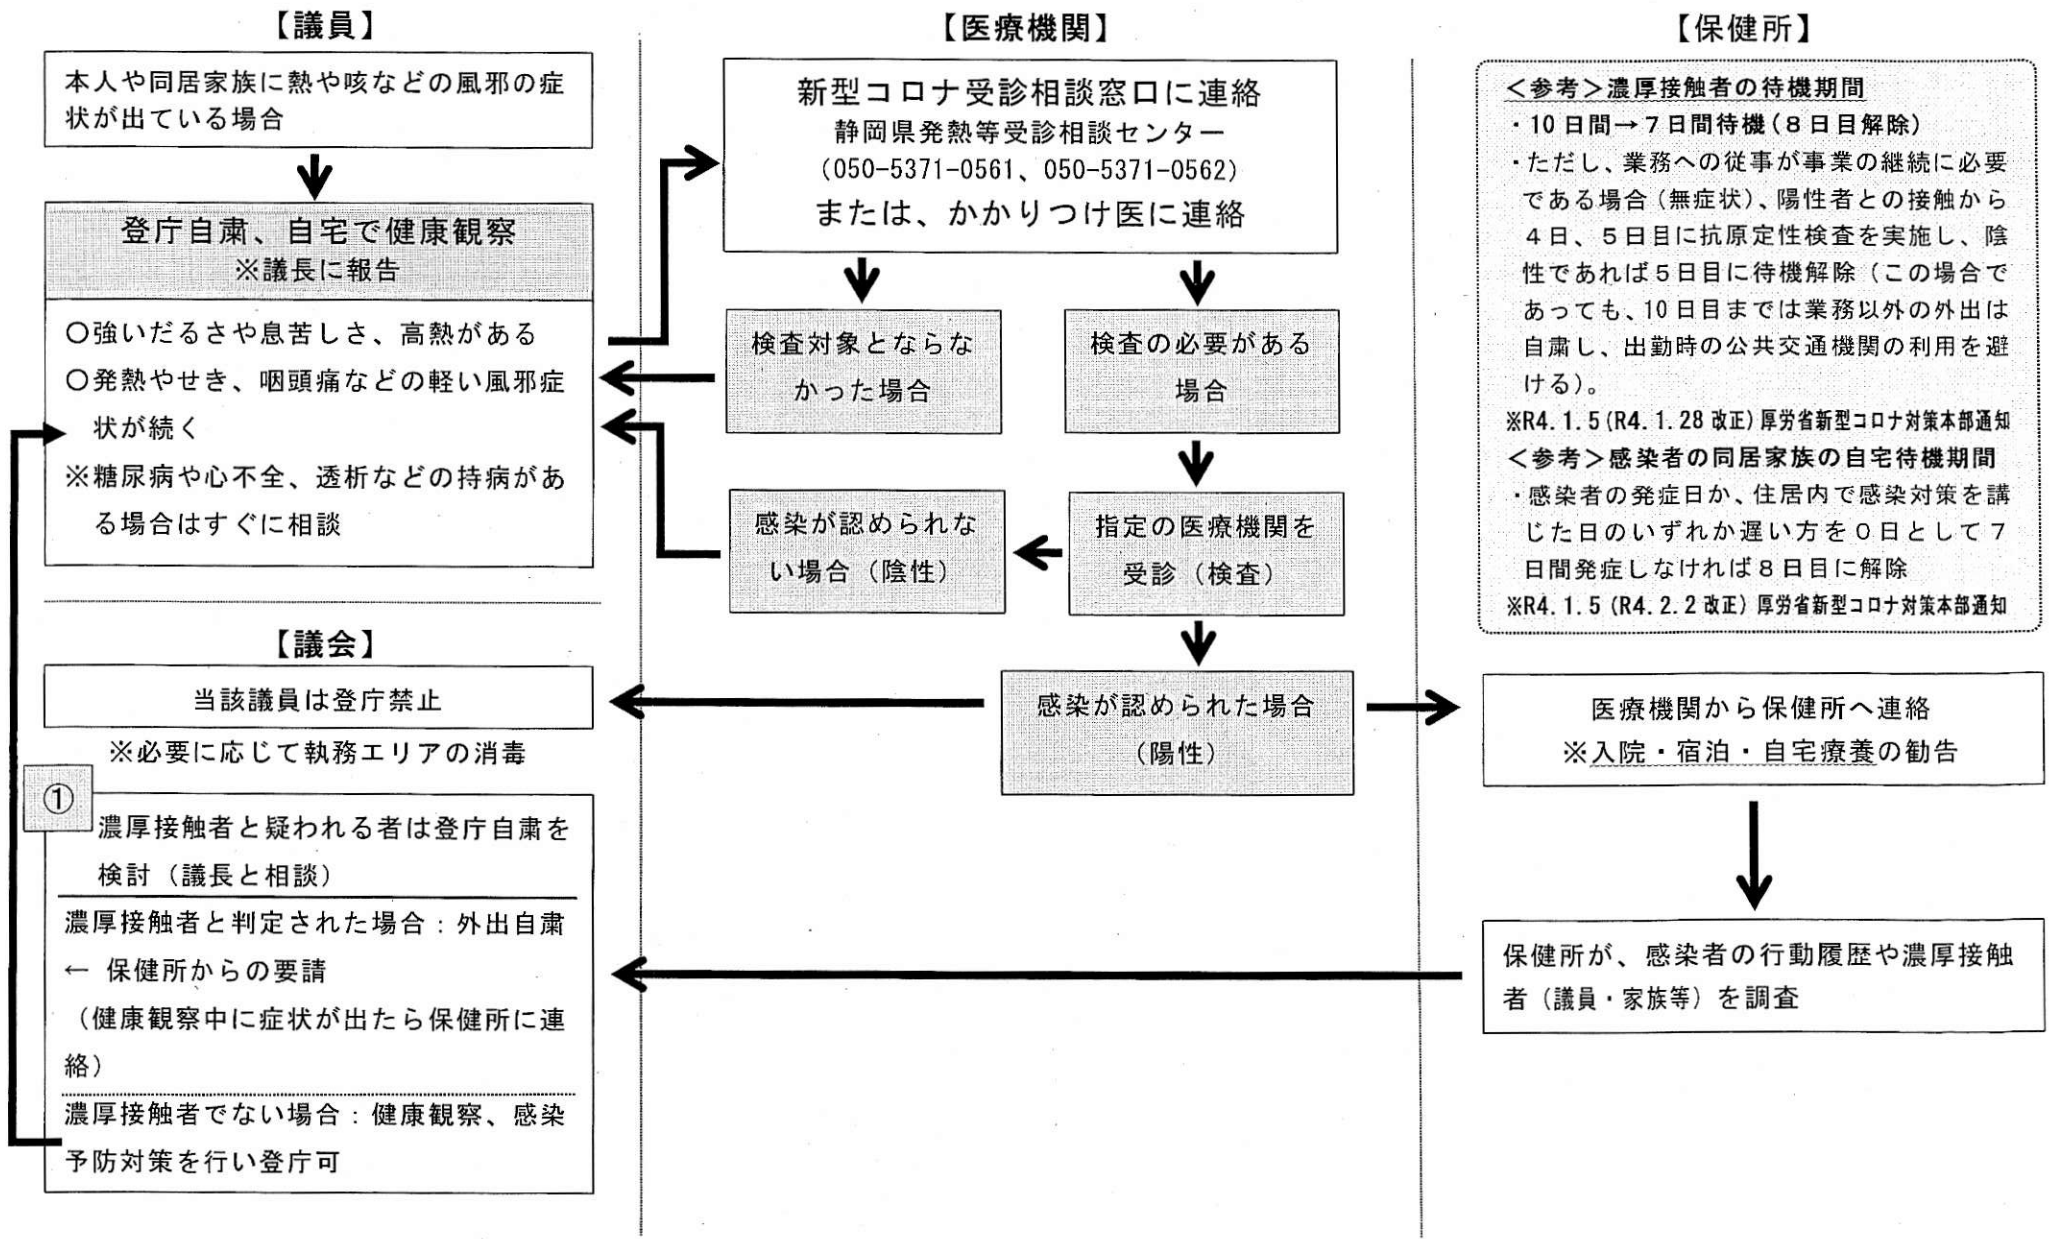 【議員】
本人や同居家族に熱や咳などの風邪の症
状が出ている場合
登庁自粛、自宅で健康観察
※議長に報告
〇強いだるさや息苦しさ、高熱がある
〇発熱やせき、咽頭痛などの軽い風邪症
状が続く
※糖尿病や心不全、透析などの持病があ
る場合はすぐに相談
【議会】
当該議員は登庁禁止
※必要に応じて執務エリアの消毒
①
濃厚接触者と疑われる者は登庁自粛を
検討（議長と相談）
濃厚接触者と判定された場合：外出自粛
← 保健所からの要請
（健康観察中に症状が出たら保健所に連
絡）
濃厚接触者でない場合：健康観察、感染
予防対策を行い登庁可
【医療機関】
新型コロナ受診相談窓口に連絡
静岡県発熱等受診相談センター
（050-5371-0561、050-5371-0562）
または、かかりつけ医に連絡
検査対象とならな
かった場合
検査の必要がある
場合
感染が認められな
い場合（陰性）
指定の医療機関を
受診（検査）
感染が認められた場合
（陽性）
【保健所】
＜参考＞濃厚接触者の待機期間
・10日間→７日間待機（８日目解除）
・ただし、業務への従事が事業の継続に必要
である場合（無症状）、陽性者との接触から
４日、５日目に抗原定性検査を実施し、陰
性であれば５日目に待機解除（この場合で
あっても、10日目までは業務以外の外出は
自粛し、出勤時の公共交通機関の利用を避
ける）。
※R4.1.5（R4.1.28 改正）厚労省新型コロナ対策本部通知
＜参考＞感染者の同居家族の自宅待機期間
・感染者の発症日か、住居内で感染対策を講
じた日のいずれか遅い方を０日として７
日間発症しなければ８日目に解除
※R4.1.5（R4.2.2 改正）厚労省新型コロナ対策本部通知
医療機関から保健所へ連絡
※入院・宿泊・自宅療養の勧告
保健所が、感染者の行動履歴や濃厚接触
者（議員・家族等）を調査